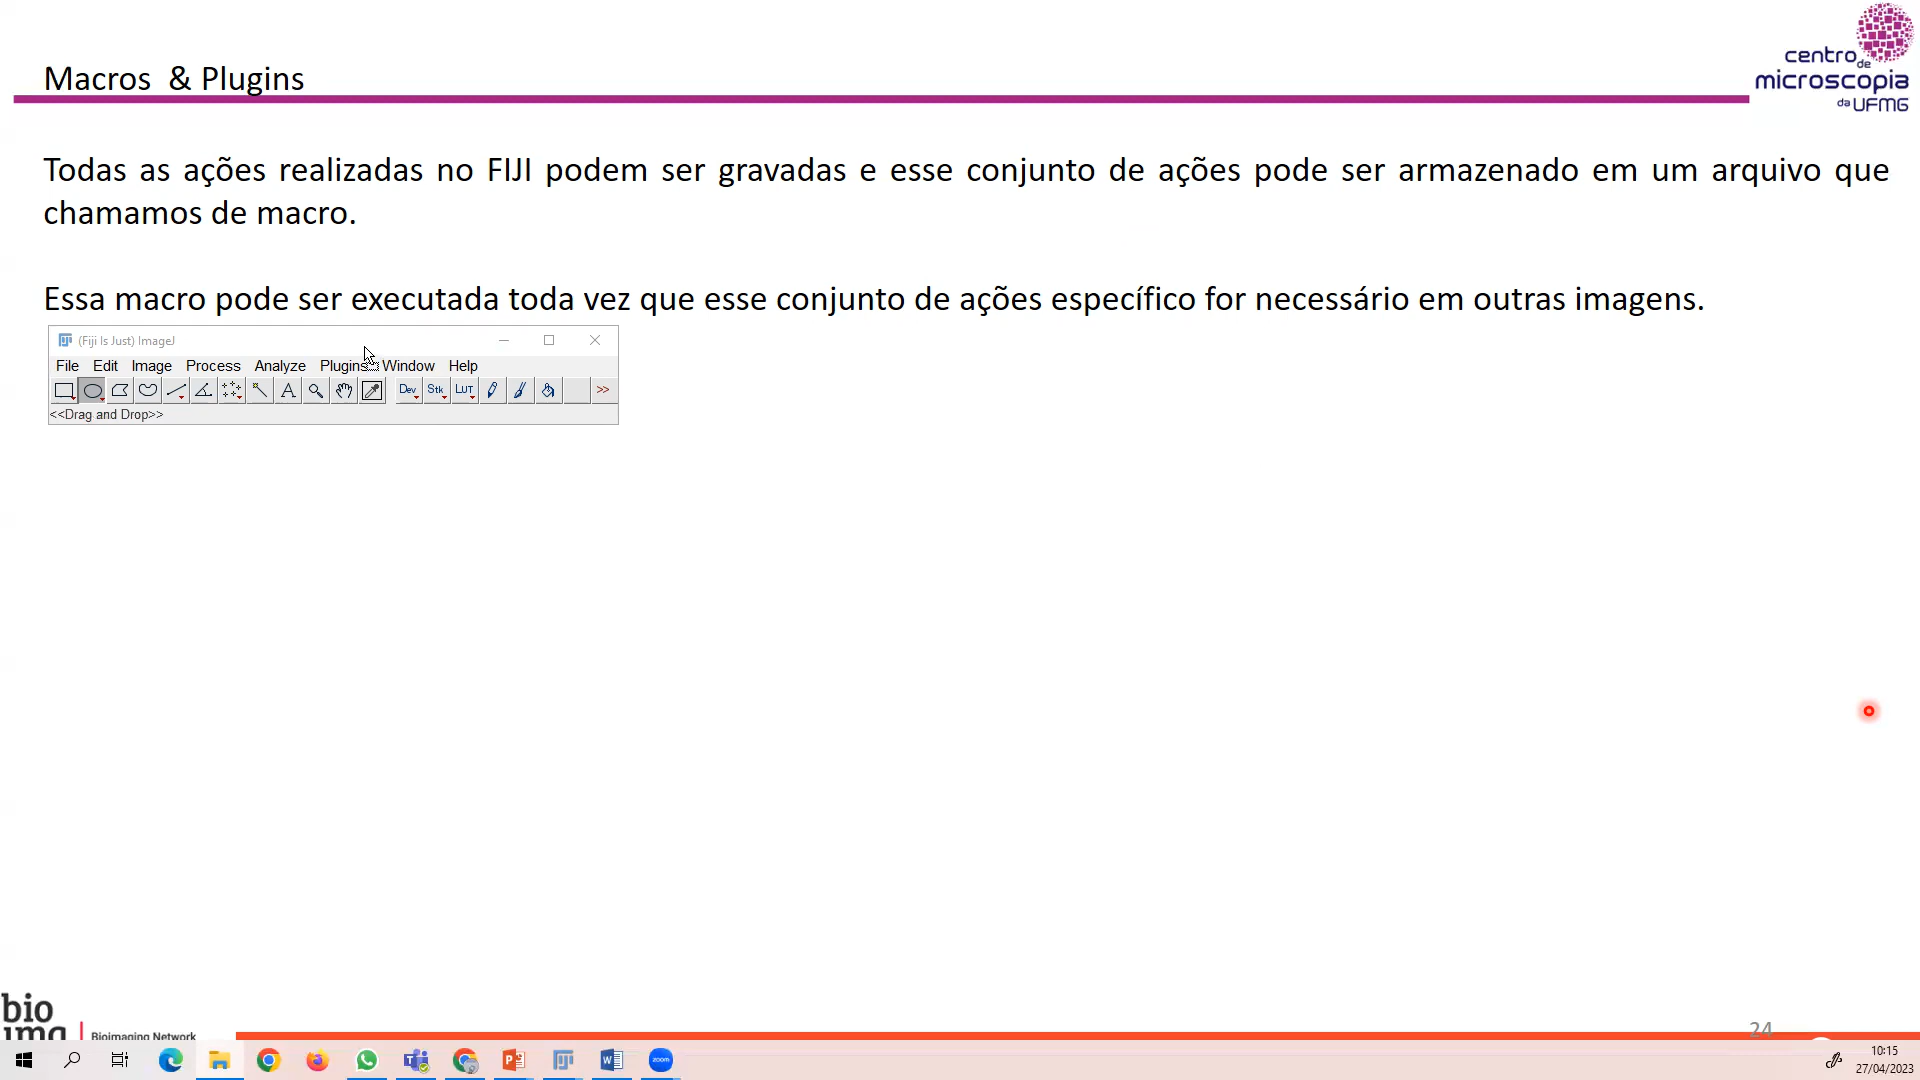 Macros & Plugins
centro de
microscopia
da UFMG
Todas as ações realizadas no FIJI podem ser gravadas e esse conjunto de ações pode ser armazenado em um arquivo que
chamamos de macro.
Essa macro pode ser executada toda vez que esse conjunto de ações específico for necessário em outras imagens.
(Fiji Is Just) ImageJ
File Edit Image Process Analyze Plugins Window Help
A Dev Stk LUT >>
<<Drag and Drop>>
bio
img
Bioimaging Network
24
zoom
10:15
27/04/2023